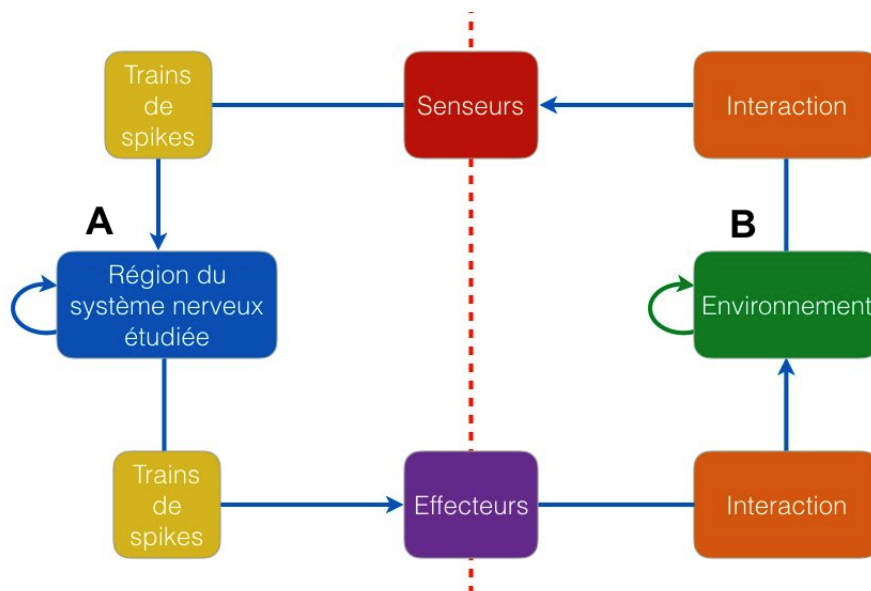 Trains
de
spikes
Senseurs
Interaction
A
B
Région du
système nerveux
étudiée
Environnement
Trains
de
spikes
Effecteurs
Interaction